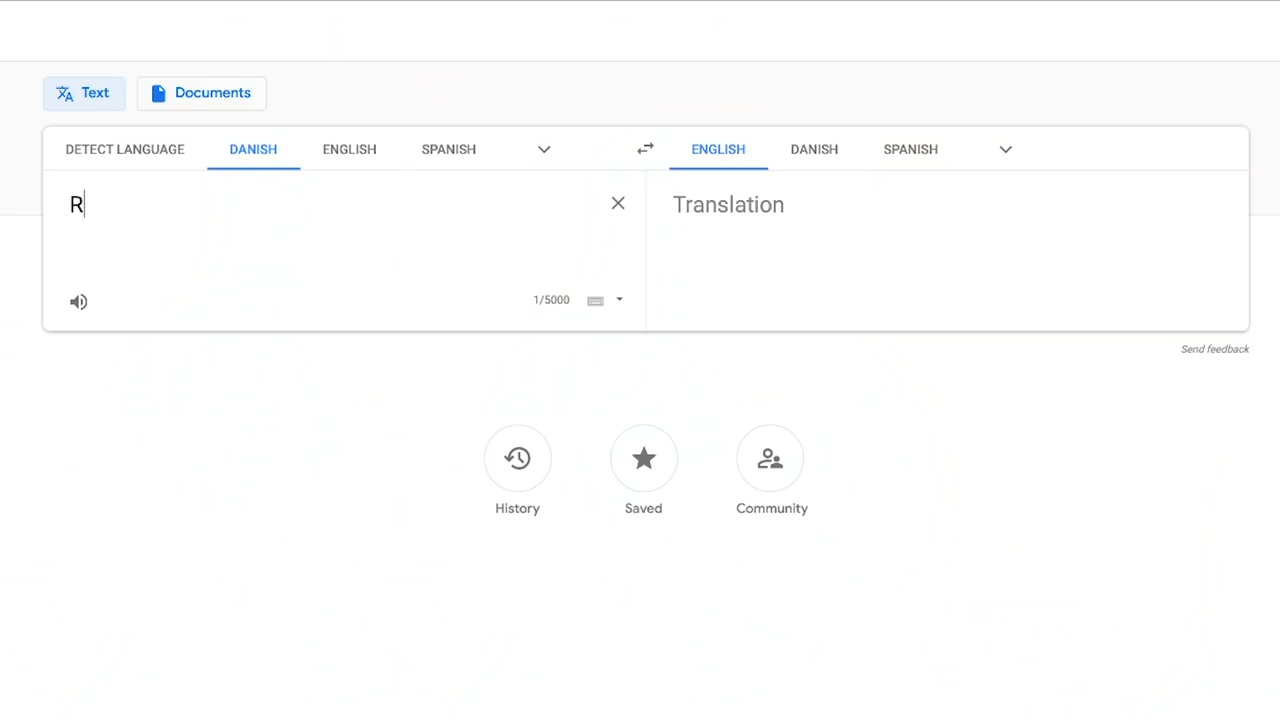 Text Documents
DETECT LANGUAGE DANISH ENGLISH SPANISH ENGLISH DANISH SPANISH
R Translation
1/5000
Send feedback
History Saved Community